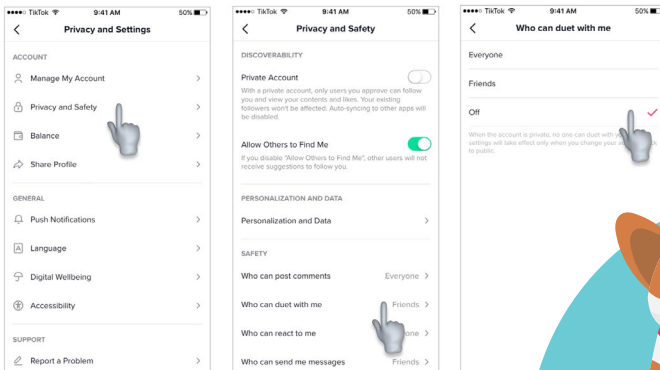 TikTok 9:41 AM 50%
Privacy and Settings
ACCOUNT
Manage My Account
Privacy and Safety
Balance
Share Profile
GENERAL
Push Notifications
A Language
Digital Wellbeing
Accessibility
SUPPORT
Report a Problem
TikTok 9:41 AM 50%
Privacy and Safety
DISCOVERABILITY
Private Account
With a private account, only users you approve can follow
you and view your contents and likes. Your existing
followers won't be affected. Auto-syncing to other apps will
be disabled.
Allow Others to Find Me
If you disable "Allow Others to Find Me", other users will not
receive suggestions to follow you.
PERSONALIZATION AND DATA
Personalization and Data
SAFETY
Who can post comments Everyone
Who can duet with me Friends
Who can react to me one
Who can send me messages Friends
TikTok 9:41 AM 50%
Who can duet with me
Everyone
Friends
Off
When the account is private, no one can duet with
settings will take effect only when you change your
to public.